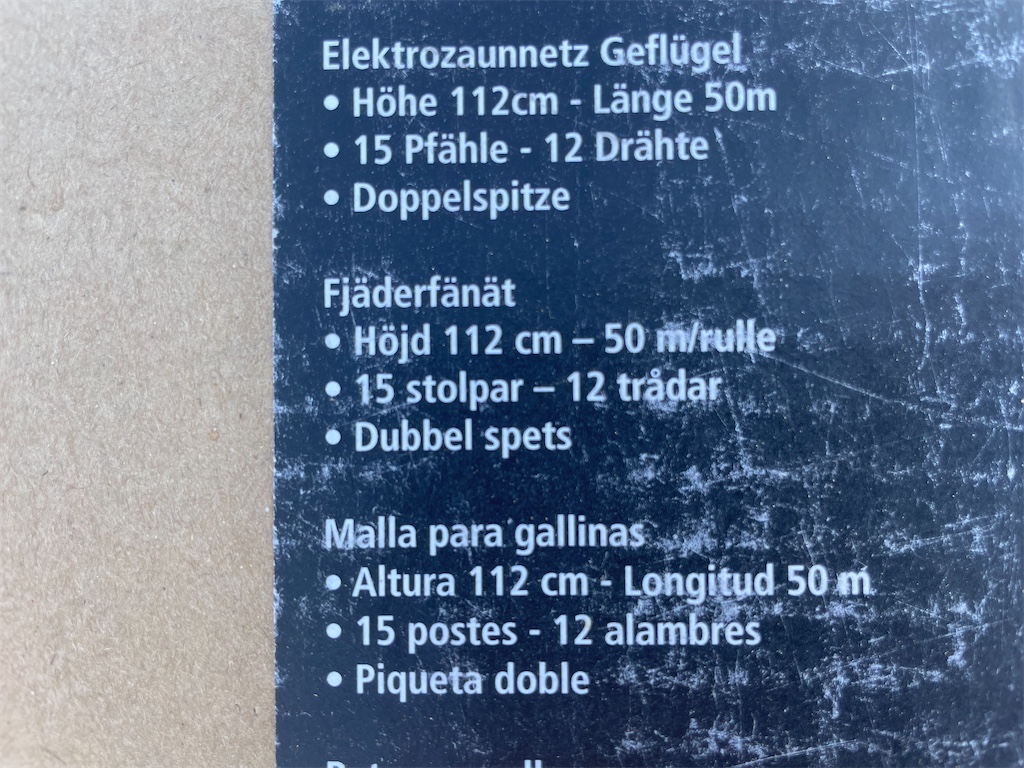 Elektrozaunnetz Geflügel
• Höhe 112cm - Länge 50m
• 15 Pfähle - 12 Drähte
• Doppelspitze
Fjäderfänät
• Höjd 112 cm – 50 m/rulle
• 15 stolpar – 12 trådar
• Dubbel spets
Malla para gallinas
• Altura 112 cm - Longitud 50 m
• 15 postes - 12 alambres
• Piqueta doble